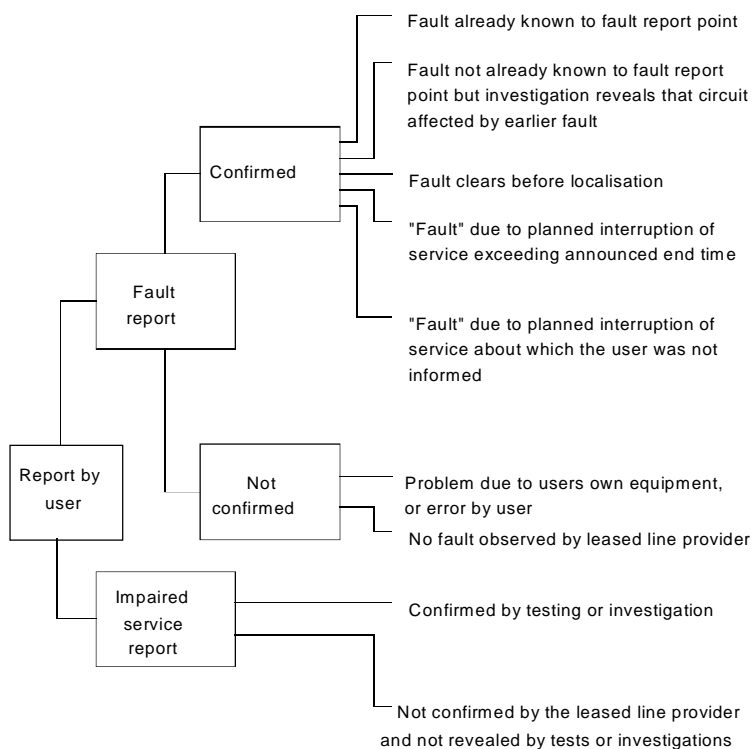 Fault already known to fault report point
Fault not already known to fault report
point but investigation reveals that circuit
affected by earlier fault
Confirmed
Fault clears before localisation
"Fault" due to planned interruption of
service exceeding announced end time
Fault
report
"Fault" due to planned interruption of
service about which the user was not
informed
Report by
user
Not
confirmed
Problem due to users own equipment,
or error by user
No fault observed by leased line provider
Impaired
service
report
Confirmed by testing or investigation
Not confirmed by the leased line provider
and not revealed by tests or investigations